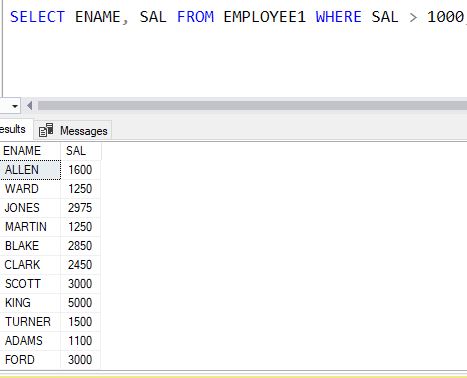 SELECT ENAME, SAL FROM EMPLOYEE1 WHERE SAL > 1000
esults Messages
ENAME SAL
ALLEN 1600
WARD 1250
JONES 2975
MARTIN 1250
BLAKE 2850
CLARK 2450
SCOTT 3000
KING 5000
TURNER 1500
ADAMS 1100
FORD 3000